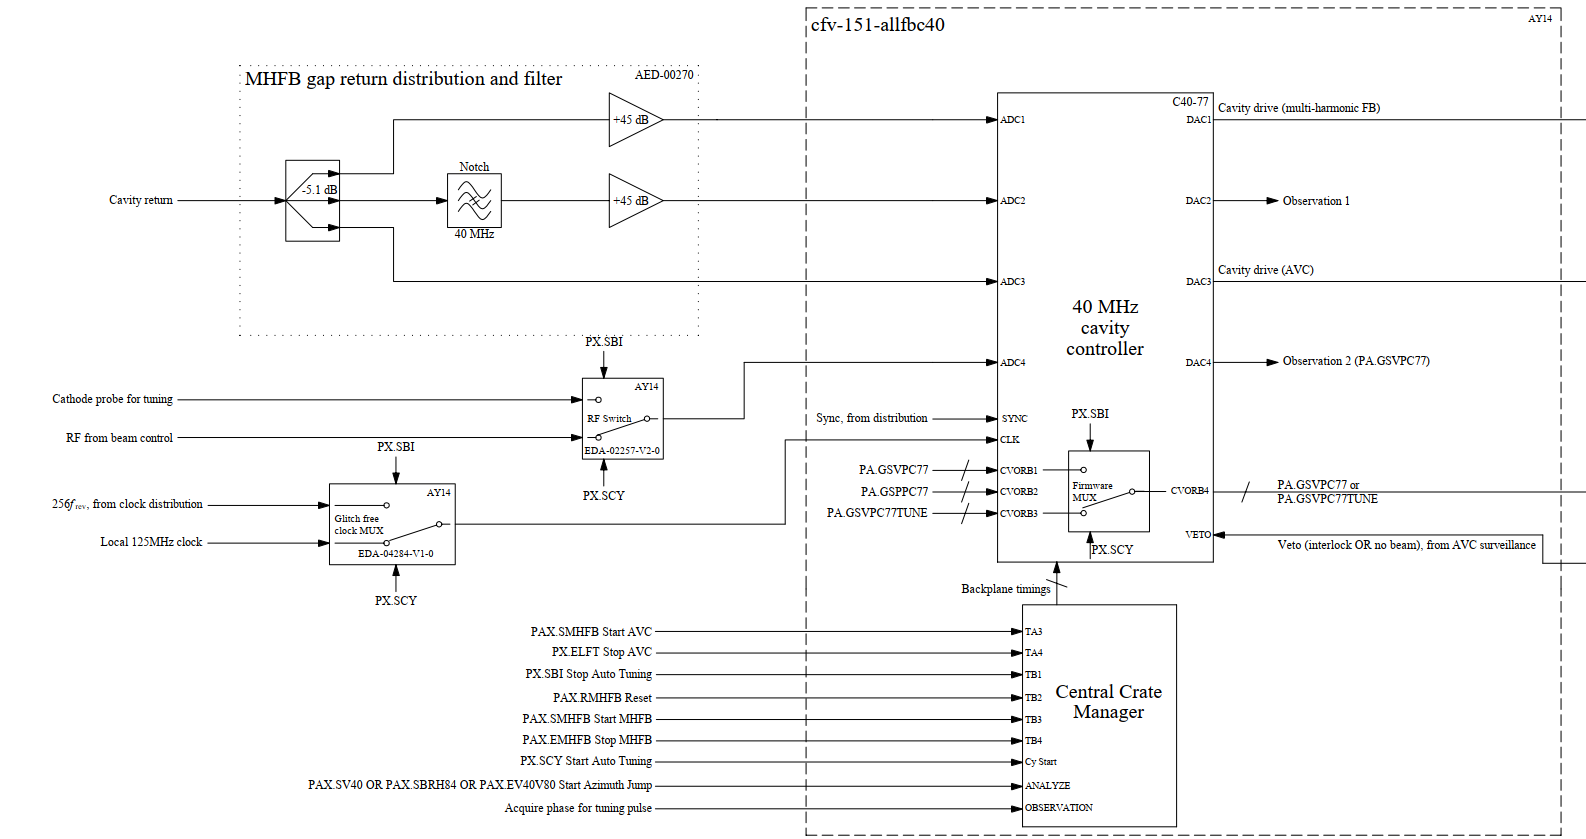 cfv-151-allfbc40
AY14
MHFB gap return distribution and filter
AED-00270
+45 dB
Notch
-5.1 dB
+45 dB
40 MHz
Cavity return
C40-77
ADC1
DAC1
Cavity drive (multi-harmonic FB)
ADC2
DAC2
Observation 1
ADC3
DAC3
Cavity drive (AVC)
40 MHz
cavity
controller
ADC4
DAC4
Observation 2 (PA.GSVPC77)
PX.SBI
AY14
Cathode probe for tuning
RF Switch
RF from beam control
EDA-02257-V2-0
PX.SCY
PX.SBI
AY14
256frev, from clock distribution
Glitch free
clock MUX
Local 125MHz clock
EDA-04284-V1-0
PX.SCY
Sync, from distribution
SYNC
CLK
PX.SBI
PA.GSVPC77
CVORB1
PA.GSPPC77
CVORB2
PA.GSVPC77TUNE
CVORB3
Firmware
MUX
CVORB4
PA.GSVPC77 or
PA.GSVPC77TUNE
PX.SCY
VETO
Veto (interlock OR no beam), from AVC surveillance
Backplane timings
PAX.SMHFB Start AVC
TA3
PX.ELFT Stop AVC
TA4
PX.SBI Stop Auto Tuning
TB1
PAX.RMHFB Reset
TB2
PAX.SMHFB Start MHFB
TB3
PAX.EMHFB Stop MHFB
TB4
PX.SCY Start Auto Tuning
Cy Start
PAX.SV40 OR PAX.SBRH84 OR PAX.EV40V80 Start Azimuth Jump
ANALYZE
Acquire phase for tuning pulse
OBSERVATION
Central Crate
Manager